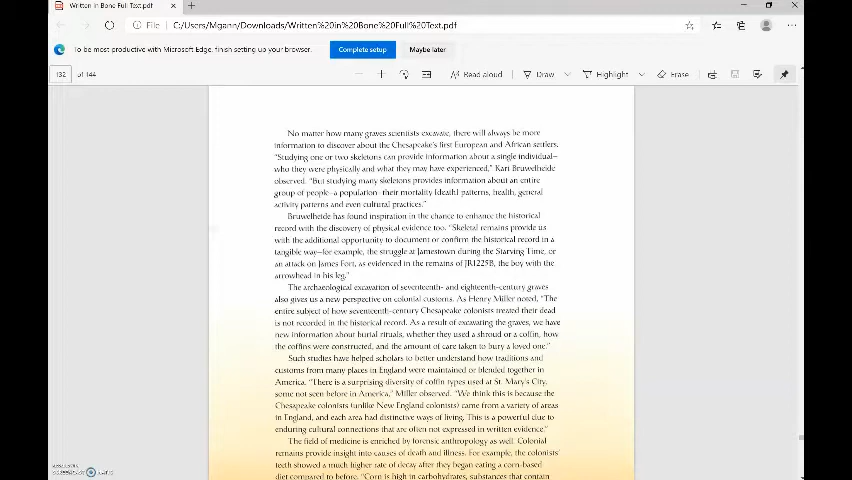 Written in Bone Full Text.pdf
File C:/Users/Mgann/Downloads/Written%20in%20Bone%20Full%20Text.pdf
To be most productive with Microsoft Edge, finish setting up your browser. Complete setup Maybe later
132 of 144 Read aloud Draw Highlight Erase
No matter how many graves scientists excavate, there will always be more
information to discover about the Chesapeake's first European and African settlers.
"Studying one or two skeletons can provide information about a single individual—
who they were physically and what they may have experienced," Kari Bruwelheide
observed. "But studying many skeletons provides information about an entire
group of people—a population—their mortality [death] patterns, health, general
activity patterns and even cultural practices."
Bruwelheide has found inspiration in the chance to enhance the historical
record with the discovery of physical evidence too. "Skeletal remains provide us
with the additional opportunity to document or confirm the historical record in a
tangible way—for example, the struggle at Jamestown during the Starving Time, or
an attack on James Fort, as evidenced in the remains of JR1225B, the boy with the
arrowhead in his leg."
The archaeological excavation of seventeenth- and eighteenth-century graves
also gives us a new perspective on colonial customs. As Henry Miller noted, "The
entire subject of how seventeenth-century Chesapeake colonists treated their dead
is not recorded in the historical record. As a result of excavating the graves, we have
new information about burial rituals, whether they used a shroud or a coffin, how
the coffins were constructed, and the amount of care taken to bury a loved one."
Such studies have helped scholars to better understand how traditions and
customs from many places in England were maintained or blended together in
America. "There is a surprising diversity of coffin types used at St. Mary's City,
some not seen before in America," Miller observed. "We think this is because the
Chesapeake colonists (unlike New England colonists) came from a variety of areas
in England, and each area had distinctive ways of living. This is a powerful due to
enduring cultural connections that are often not expressed in written evidence."
The field of medicine is enriched by forensic anthropology as well. Colonial
remains provide insight into causes of death and illness. For example, the colonists'
teeth showed a much higher rate of decay after they began eating a corn-based
diet compared to before. "Corn is high in carbohydrates, substances that contain